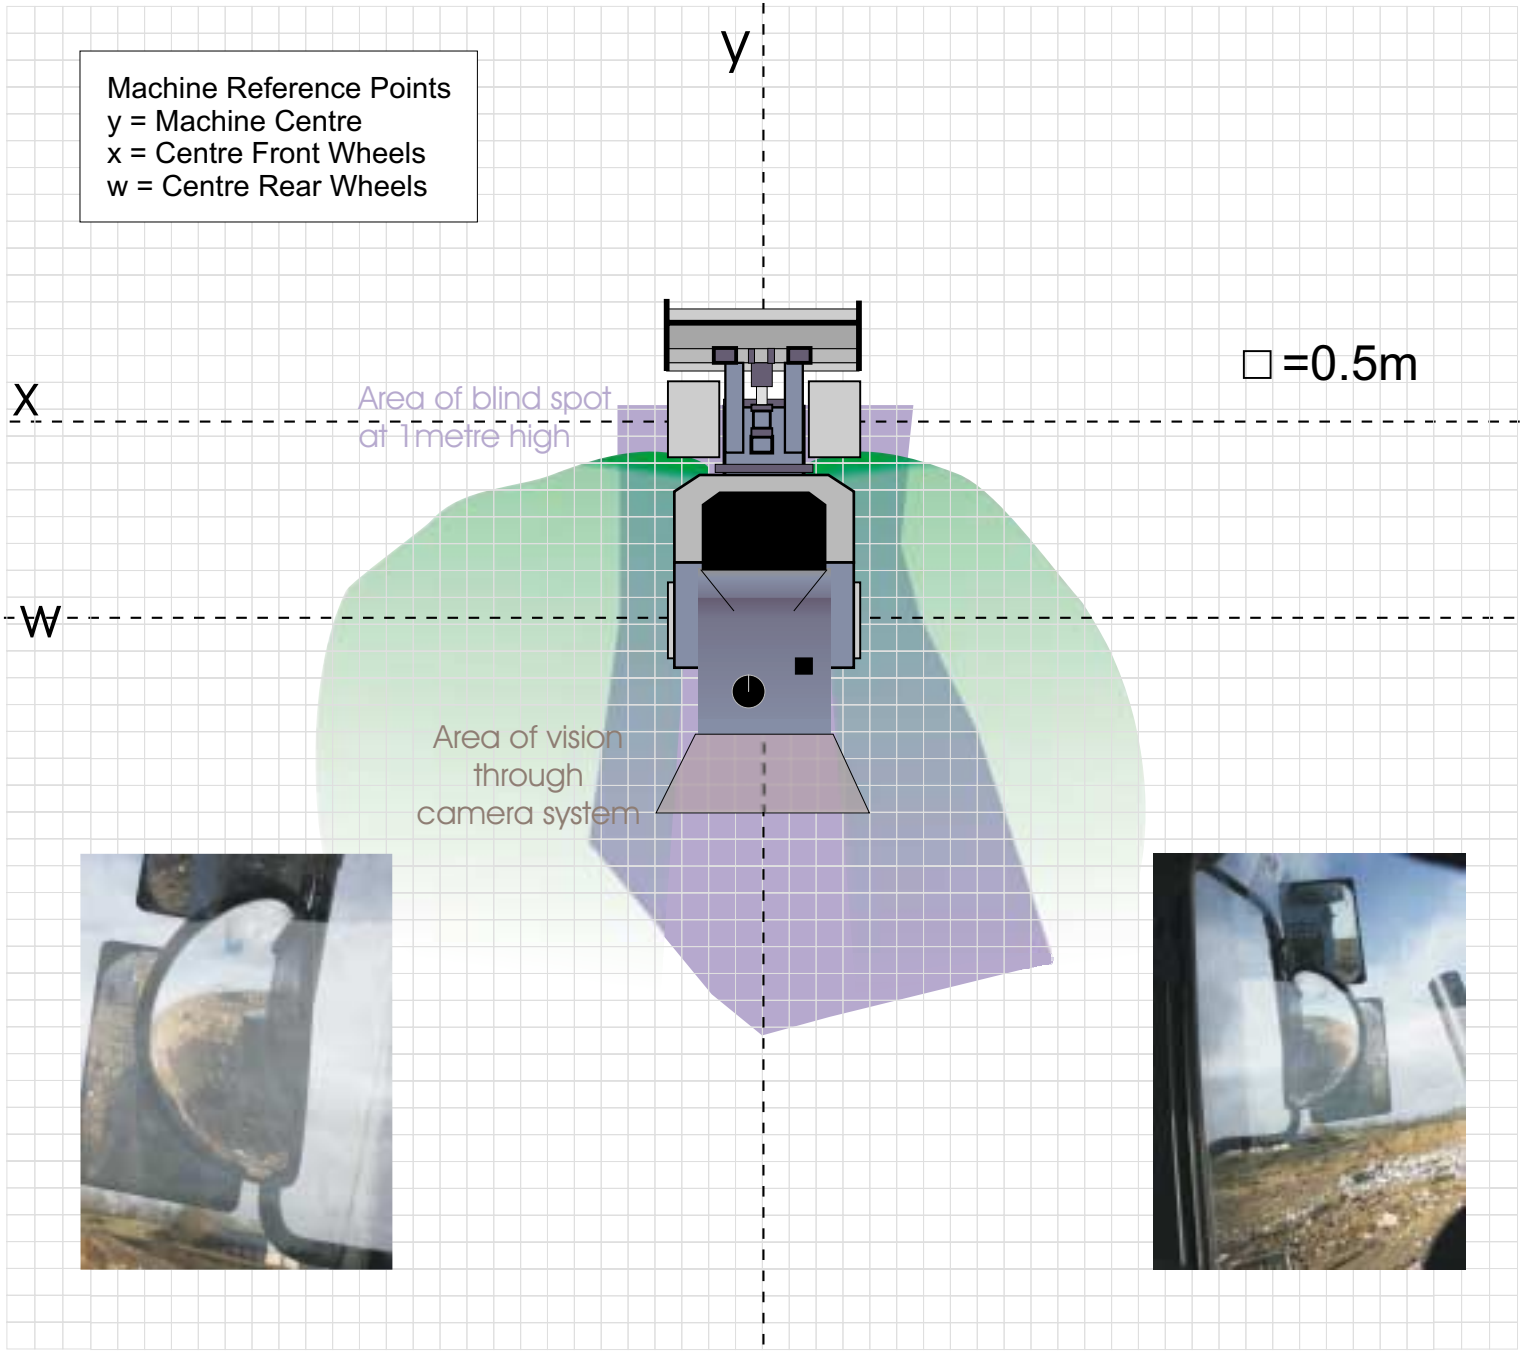 y
Machine Reference Points
y = Machine Centre
x = Centre Front Wheels
w = Centre Rear Wheels
=0.5m
x
Area of blind spot
at 1metre high
w
Area of vision
through
camera system